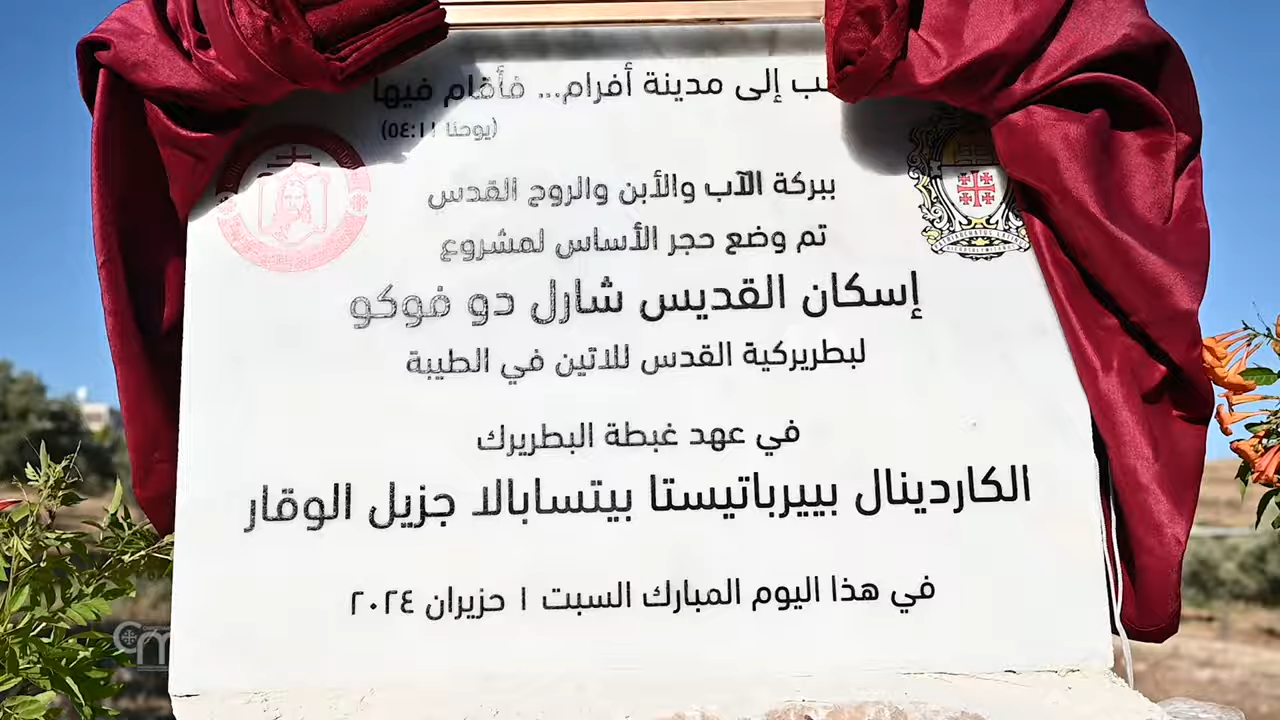 إلى مدينة أفرام... فأقام فيها
(يوحنا ١١:٥٤)
ببركة الآب والأبن والروح القدس
تم وضع حجر الأساس لمشروع
إسكان القديس شارل دو فوكو
لبطريركية القدس للاتين في الطيبة
في عهد غبطة البطريرك
الكاردينال بييرباتيستا بيتسابالا جزيل الوقار
في هذا اليوم المبارك السبت ١ حزيران ٢٠٢٤